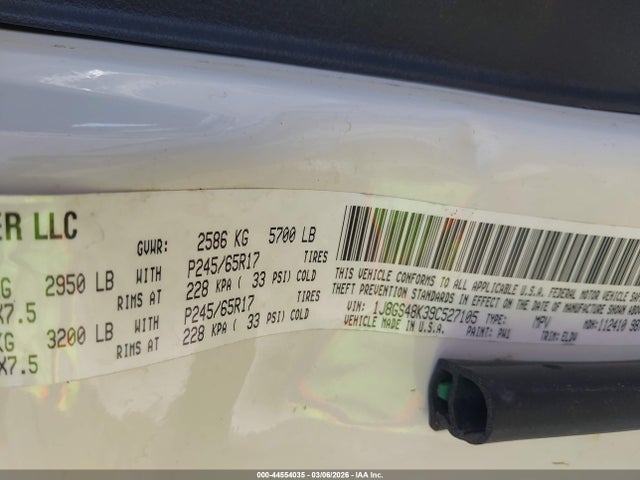 ER LLC
GVWR: 2586 KG 5700 LB
G 2950 LB WITH P245/65R17 TIRES
X7.5 RIMS AT 228 KPA ( 33 PSI) COLD
KG 3200 LB WITH P245/65R17 TIRES
X7.5 RIMS AT 228 KPA ( 33 PSI) COLD
THIS VEHICLE CONFORMS TO ALL APPLICABLE U.S.A. FEDERAL MOTOR VEHICLE
THEFT PREVENTION STANDARDS IN EFFECT ON THE DATE OF MANUFACTURE SHOWN
VIN: 1J8GS48K39C527105 TYPE: MPV MDH: 112410
VEHICLE MADE IN U.S.A. PAINT: PW1 TRIM: ELDV
000-44554035 | 03/06/2026 | IAA Inc.